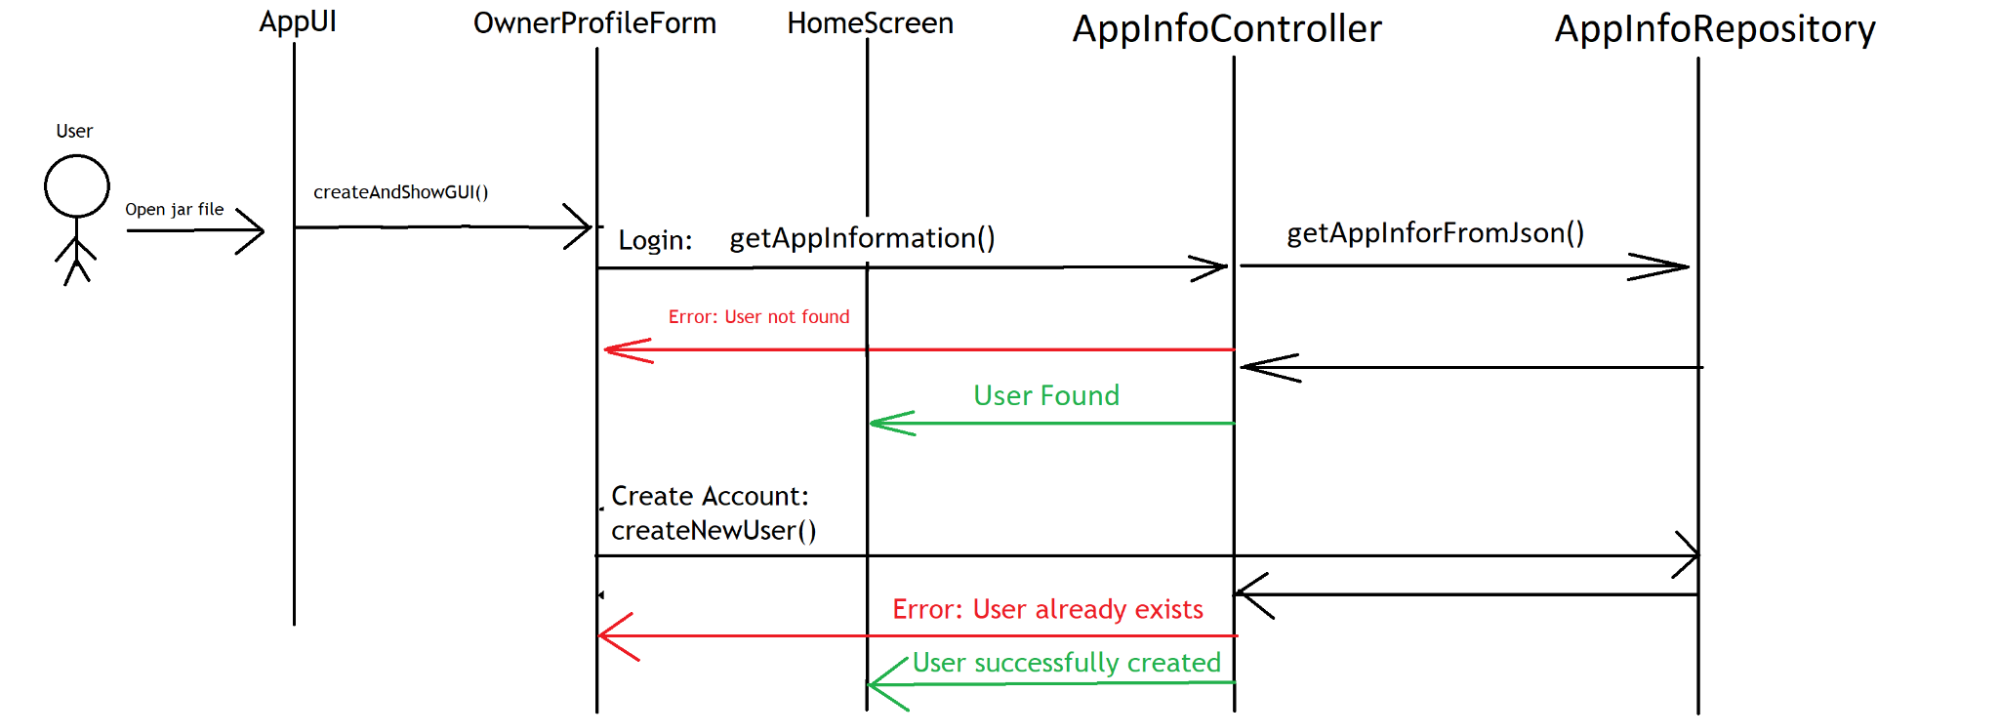 AppUI
OwnerProfileForm
HomeScreen
AppInfoController
AppInfoRepository
User
Open jar file
createAndShowGUI()
Login:
getAppInformation()
getAppInforFromJson()
Error: User not found
User Found
Create Account:
createNewUser()
Error: User already exists
User successfully created